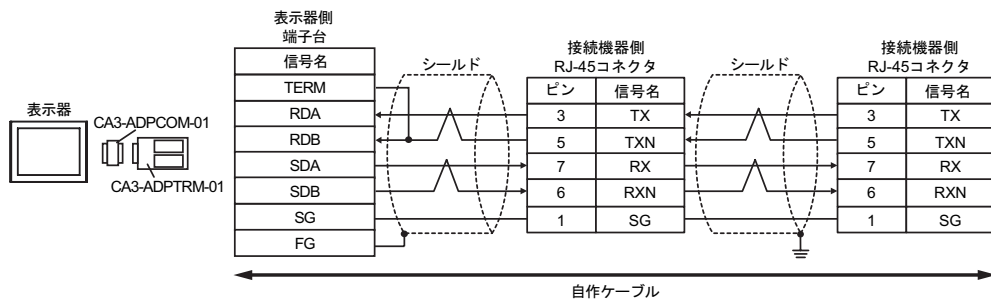 表示器
CA3-ADPCOM-01
CA3-ADPTRM-01
表示器側
端子台
信号名
TERM
RDA
RDB
SDA
SDB
SG
FG
シールド
接続機器側
RJ-45コネクタ
ピン 信号名
3 TX
5 TXN
7 RX
6 RXN
1 SG
シールド
接続機器側
RJ-45コネクタ
ピン 信号名
3 TX
5 TXN
7 RX
6 RXN
1 SG
自作ケーブル